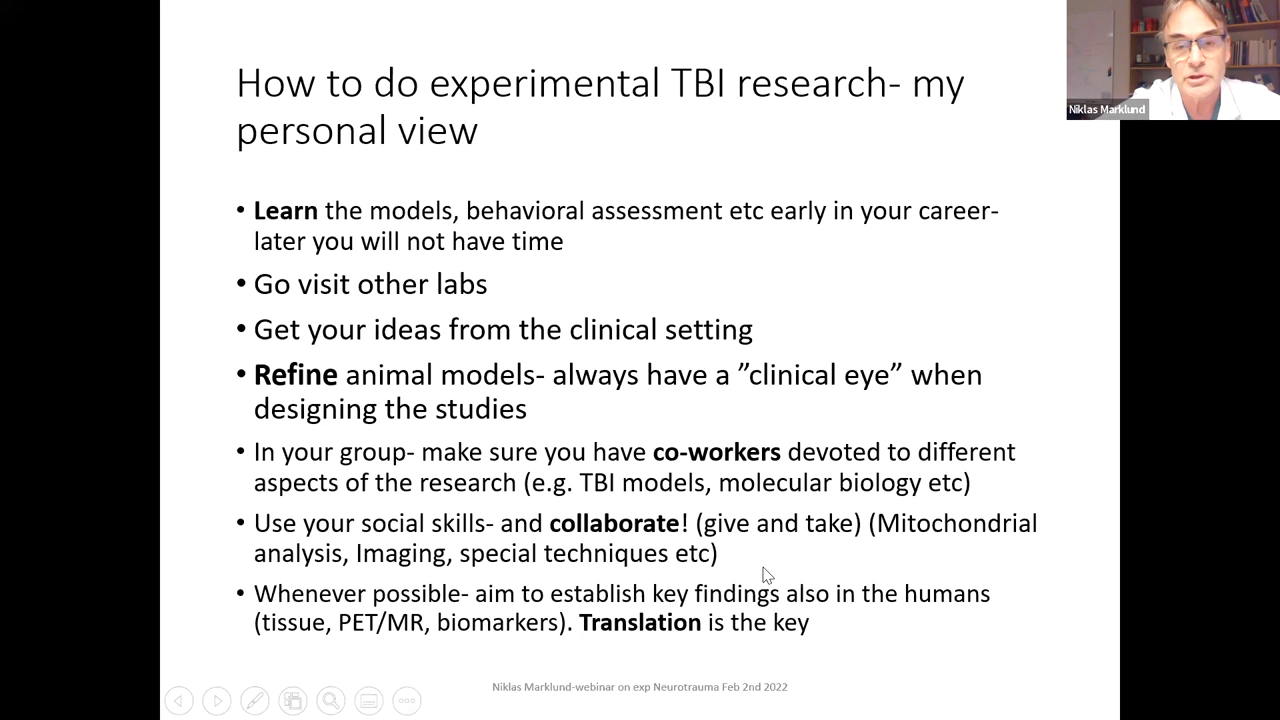 How to do experimental TBI research- my
personal view
Niklas Marklund
• Learn the models, behavioral assessment etc early in your career-
later you will not have time
• Go visit other labs
• Get your ideas from the clinical setting
• Refine animal models- always have a ”clinical eye” when
designing the studies
• In your group- make sure you have co-workers devoted to different
aspects of the research (e.g. TBI models, molecular biology etc)
• Use your social skills- and collaborate! (give and take) (Mitochondrial
analysis, Imaging, special techniques etc)
• Whenever possible- aim to establish key findings also in the humans
(tissue, PET/MR, biomarkers). Translation is the key
Niklas Marklund-webinar on exp Neurotrauma Feb 2nd 2022